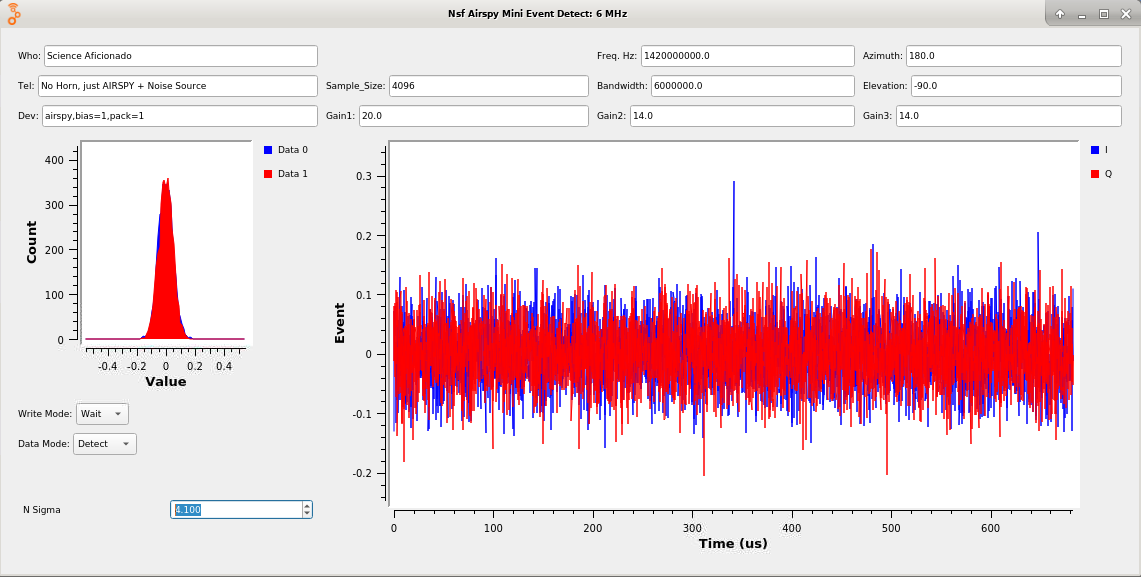 Nsf Airspy Mini Event Detect: 6 MHz
Who: Science Aficionado Freq. Hz: 1420000000.0 Azimuth: 180.0
Tel: No Horn, just AIRSPY + Noise Source Sample_Size: 4096 Bandwidth: 6000000.0 Elevation: -90.0
Dev: airspy,bias=1,pack=1 Gain1: 20.0 Gain2: 14.0 Gain3: 14.0
400
300
200
100
0
Count
-0.4 -0.2 0 0.2 0.4
Value
Data 0
Data 1
Write Mode: Wait
Data Mode: Detect
N Sigma 4.100
0.3
0.2
0.1
0
-0.1
-0.2
Event
0 100 200 300 400 500 600
Time (us)
I
Q